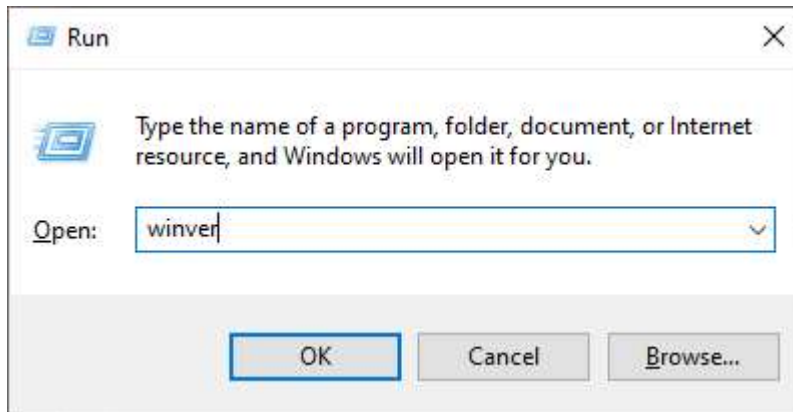 Run
Type the name of a program, folder, document, or Internet
resource, and Windows will open it for you.
Open: winver
OK Cancel Browse...